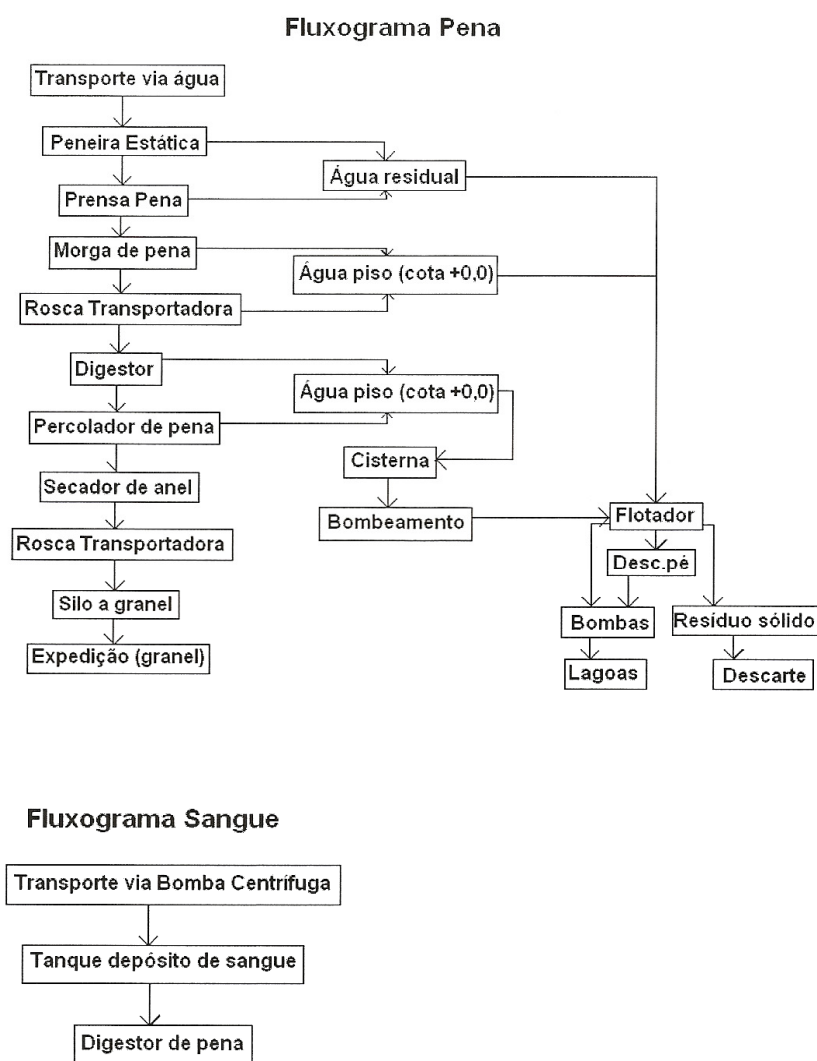 Fluxograma Pena
Transporte via água
Peneira Estática
Água residual
Prensa Pena
Morga de pena
Água piso (cota +0,0)
Rosca Transportadora
Digestor
Água piso (cota +0,0)
Percolador de pena
Cisterna
Secador de anel
Bombeamento
Flotador
Rosca Transportadora
Desc.pé
Silo a granel
Bombas
Resíduo sólido
Expedição (granel)
Lagoas
Descarte
Fluxograma Sangue
Transporte via Bomba Centrífuga
Tanque depósito de sangue
Digestor de pena